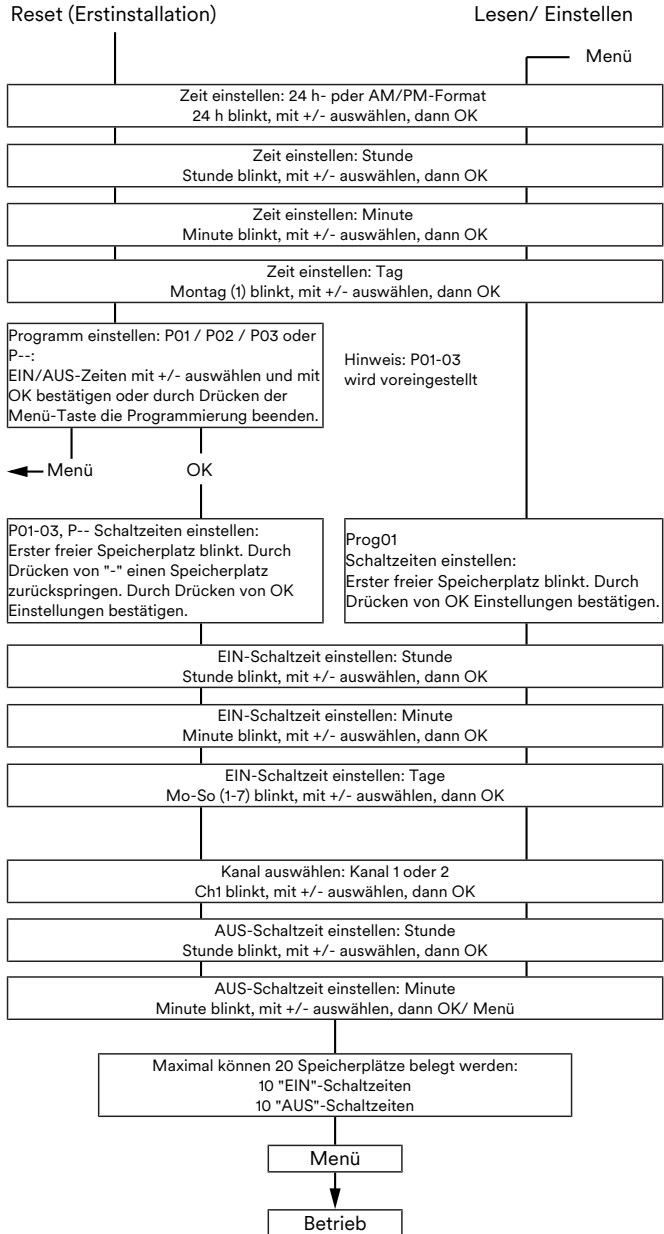 Reset (Erstinstallation)
Lesen/ Einstellen
Menü
Zeit einstellen: 24 h- pder AM/PM-Format
24 h blinkt, mit +/- auswählen, dann OK
Zeit einstellen: Stunde
Stunde blinkt, mit +/- auswählen, dann OK
Zeit einstellen: Minute
Minute blinkt, mit +/- auswählen, dann OK
Zeit einstellen: Tag
Montag (1) blinkt, mit +/- auswählen, dann OK
Programm einstellen: P01 / P02 / P03 oder
P--:
EIN/AUS-Zeiten mit +/- auswählen und mit
OK bestätigen oder durch Drücken der
Menü-Taste die Programmierung beenden.
Hinweis: P01-03
wird voreingestellt
Menü
OK
P01-03, P-- Schaltzeiten einstellen:
Erster freier Speicherplatz blinkt. Durch
Drücken von "-" einen Speicherplatz
zurückspringen. Durch Drücken von OK
Einstellungen bestätigen.
Prog01
Schaltzeiten einstellen:
Erster freier Speicherplatz blinkt. Durch
Drücken von OK Einstellungen bestätigen.
EIN-Schaltzeit einstellen: Stunde
Stunde blinkt, mit +/- auswählen, dann OK
EIN-Schaltzeit einstellen: Minute
Minute blinkt, mit +/- auswählen, dann OK
EIN-Schaltzeit einstellen: Tage
Mo-So (1-7) blinkt, mit +/- auswählen, dann OK
Kanal auswählen: Kanal 1 oder 2
Ch1 blinkt, mit +/- auswählen, dann OK
AUS-Schaltzeit einstellen: Stunde
Stunde blinkt, mit +/- auswählen, dann OK
AUS-Schaltzeit einstellen: Minute
Minute blinkt, mit +/- auswählen, dann OK/ Menü
Maximal können 20 Speicherplätze belegt werden:
10 "EIN"-Schaltzeiten
10 "AUS"-Schaltzeiten
Menü
Betrieb